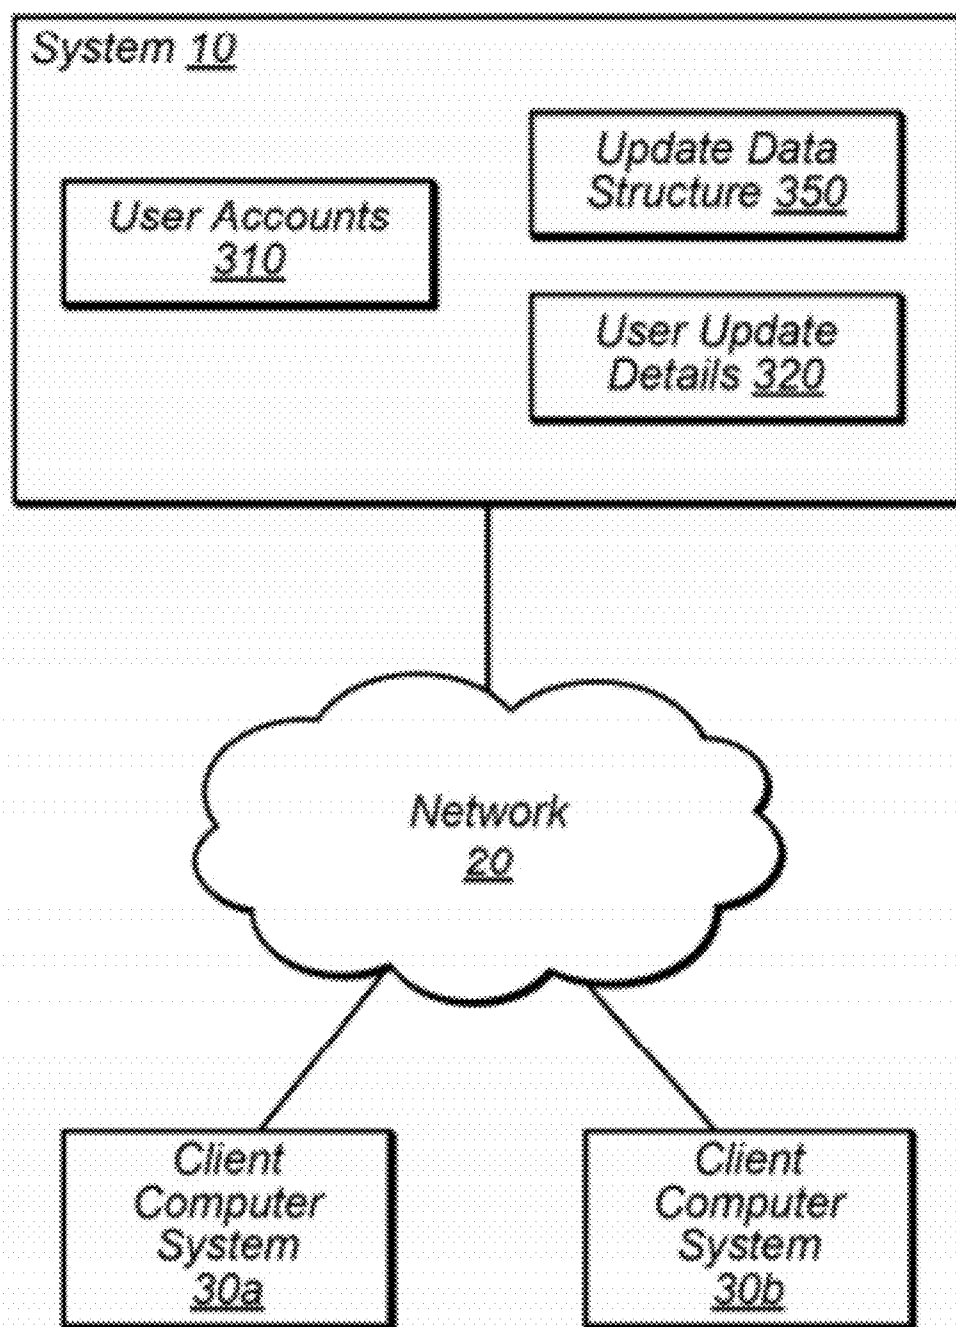 System 10
User Accounts
310
Update Data
Structure 350
User Update
Details 320
Network
20
Client
Computer
System
30a
Client
Computer
System
30b